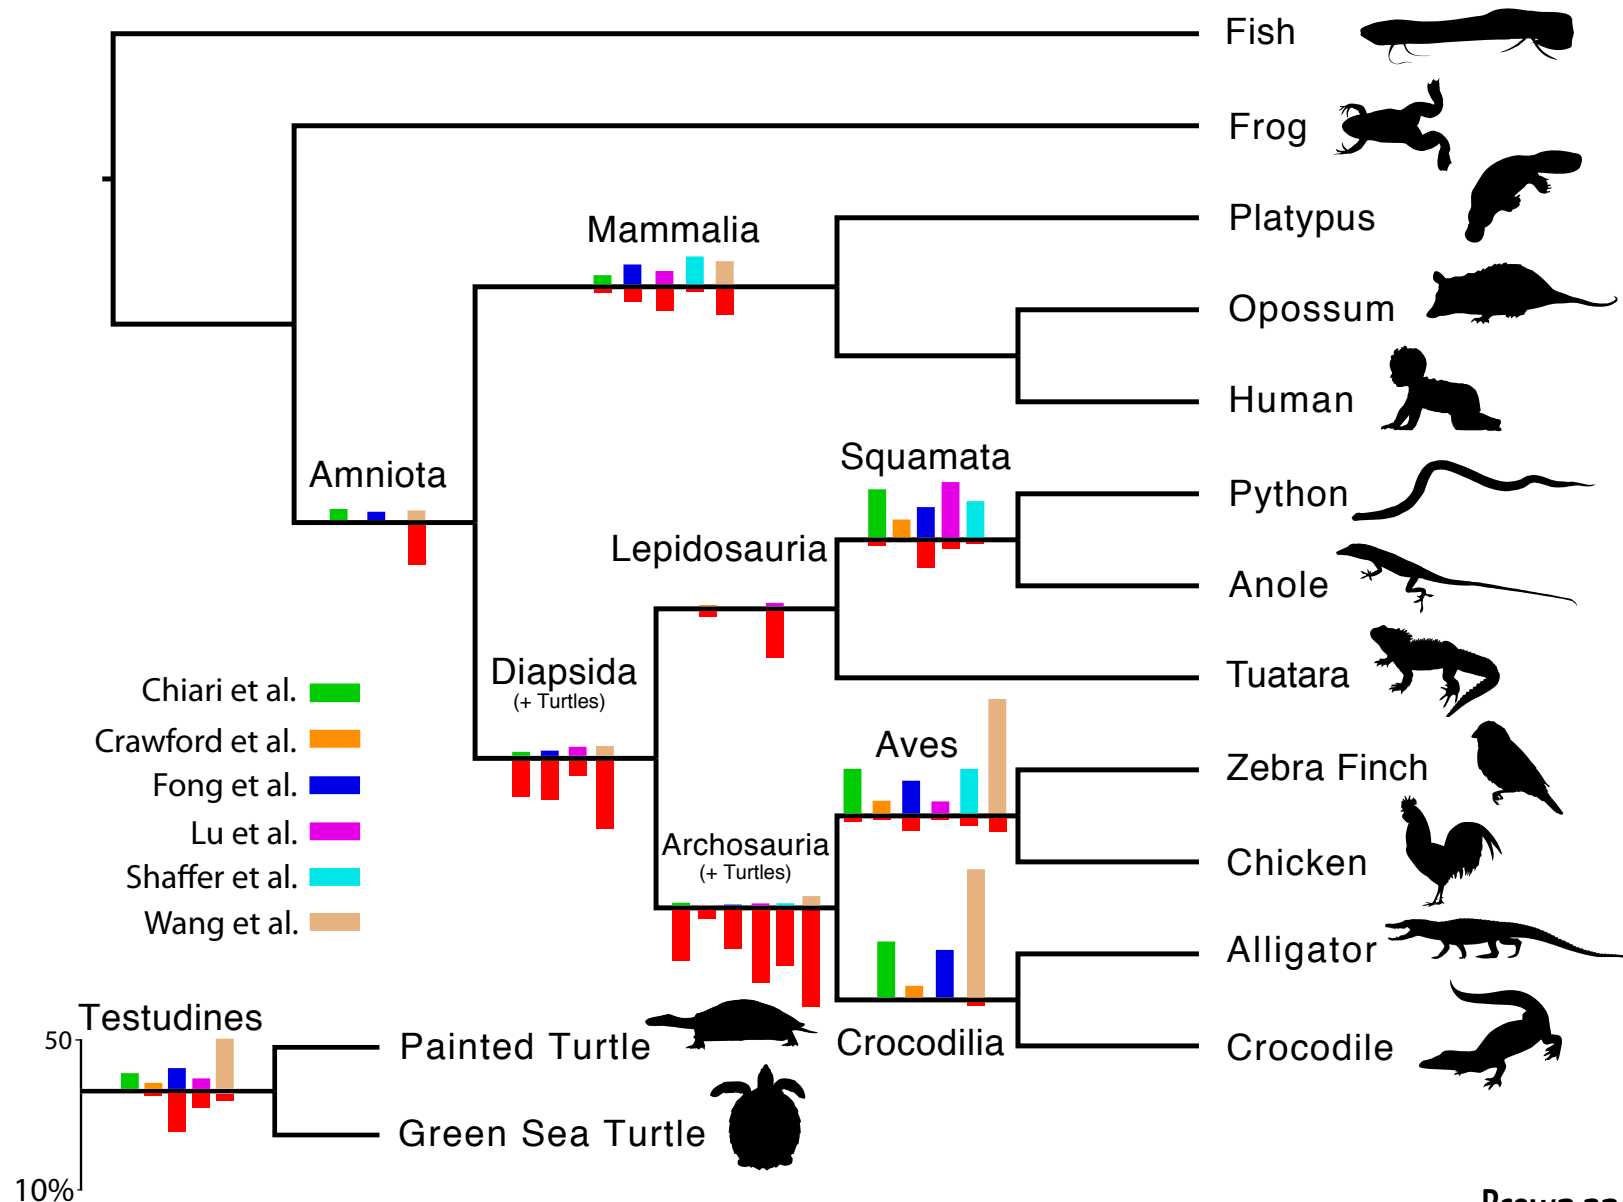 Fish
Frog
Platypus
Mammalia
Opossum
Human
Squamata
Amniota
Python
Lepidosauria
Anole
Diapsida
(+ Turtles)
Tuatara
Chiari et al.
Crawford et al.
Fong et al.
Lu et al.
Shaffer et al.
Wang et al.
Aves
Zebra Finch
Archosauria
(+ Turtles)
Chicken
Alligator
Testudines
50
Painted Turtle
Crocodilia
Crocodile
Green Sea Turtle
10%